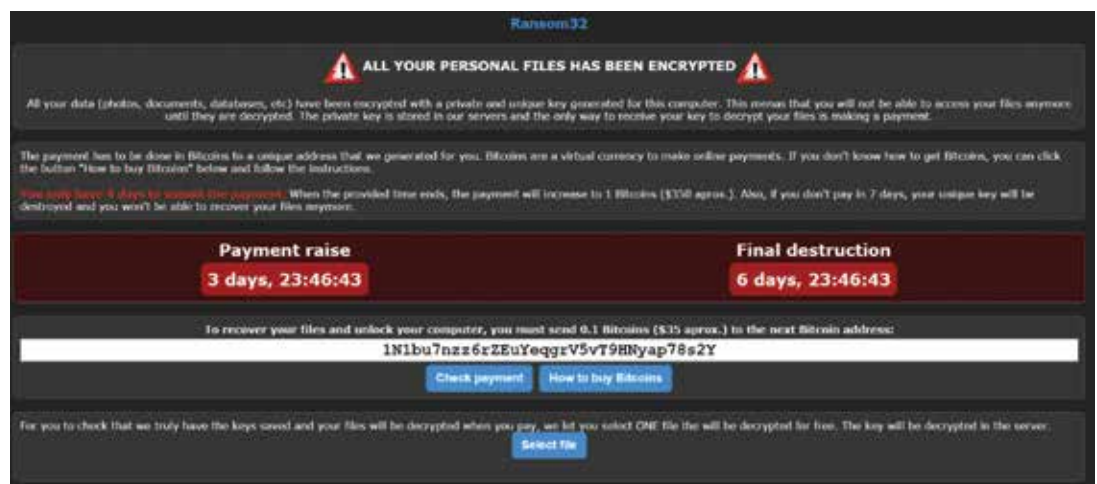 Ransom32
ALL YOUR PERSONAL FILES HAS BEEN ENCRYPTED
All your data (photos, documents, databases, etc) have been encrypted with a private and unique key generated for this computer. This menas that you will not be able to access your files anymore
until they are decrypted. The private key is stored in our servers and the only way to receive your key to decrypt your files is making a payment.
The payment has to be done in Bitcoins to a unique address that we generated for you. Bitcoins are a virtual currency to make online payments. If you don't know how to get Bitcoins, you can click
the button "How to buy Bitcoins" below and follow the instructions.
You only have 4 days to submit the payment. When the provided time ends, the payment will increase to 1 Bitcoins ($350 aprox.). Also, if you don't pay in 7 days, your unique key will be
destroyed and you won't be able to recover your files anymore.
Payment raise Final destruction
3 days, 23:46:43 6 days, 23:46:43
To recover your files and unlock your computer, you must send 0.1 Bitcoins ($35 aprox.) to the next Bitcoin address:
1N1bu7nzz6rZEuYeqgrV5vT9HNyap78s2Y
Check payment How to buy Bitcoins
For you to check that we truly have the keys saved and your files will be decrypted when you pay, we let you select ONE file the will be decrypted for free. The key will be decrypted in the server.
Select file